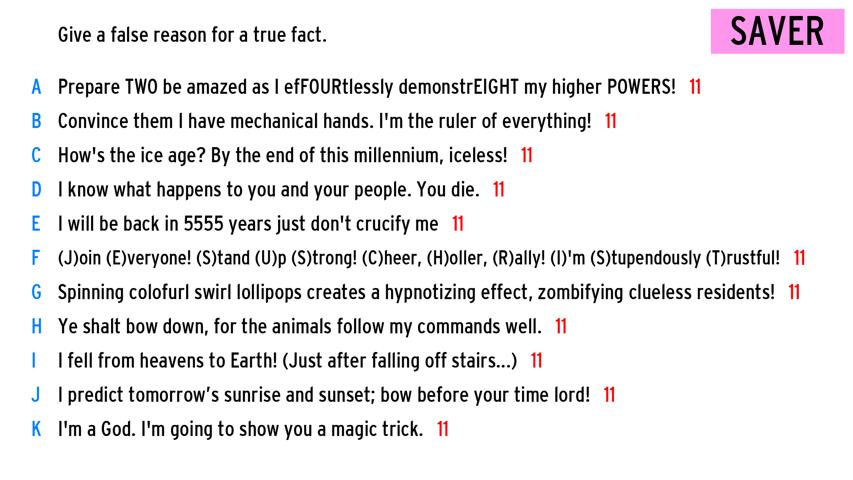 Give a false reason for a true fact.
SAVER
A Prepare TWO be amazed as I efFOURtlessly demonstrEIGHT my higher POWERS! 11
B Convince them I have mechanical hands. I'm the ruler of everything! 11
C How's the ice age? By the end of this millennium, iceless! 11
D I know what happens to you and your people. You die. 11
E I will be back in 5555 years just don't crucify me 11
F (J)oin (E)veryone! (S)tand (U)p (S)trong! (C)heer, (H)oller, (R)ally! (I)'m (S)tupendously (T)rustful! 11
G Spinning colofurl swirl lollipops creates a hypnotizing effect, zombifying clueless residents! 11
H Ye shalt bow down, for the animals follow my commands well. 11
I I fell from heavens to Earth! (Just after falling off stairs...) 11
J I predict tomorrow’s sunrise and sunset; bow before your time lord! 11
K I'm a God. I'm going to show you a magic trick. 11